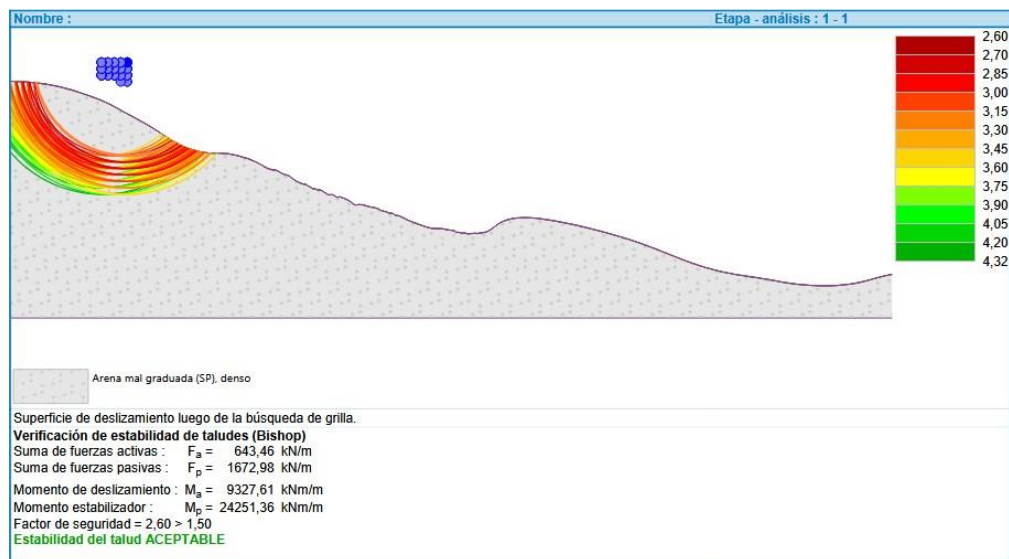 Nombre :
Etapa - análisis : 1 - 1
2,60
2,70
2,85
3,00
3,15
3,30
3,45
3,60
3,75
3,90
4,05
4,20
4,32
Arena mal graduada (SP), denso
Superficie de deslizamiento luego de la búsqueda de grilla.
Verificación de estabilidad de taludes (Bishop)
Suma de fuerzas activas : Fa = 643,46 kN/m
Suma de fuerzas pasivas : Fp = 1672,98 kN/m
Momento de deslizamiento : Ma = 9327,61 kNm/m
Momento estabilizador : Mp = 24251,36 kNm/m
Factor de seguridad = 2,60 > 1,50
Estabilidad del talud ACEPTABLE